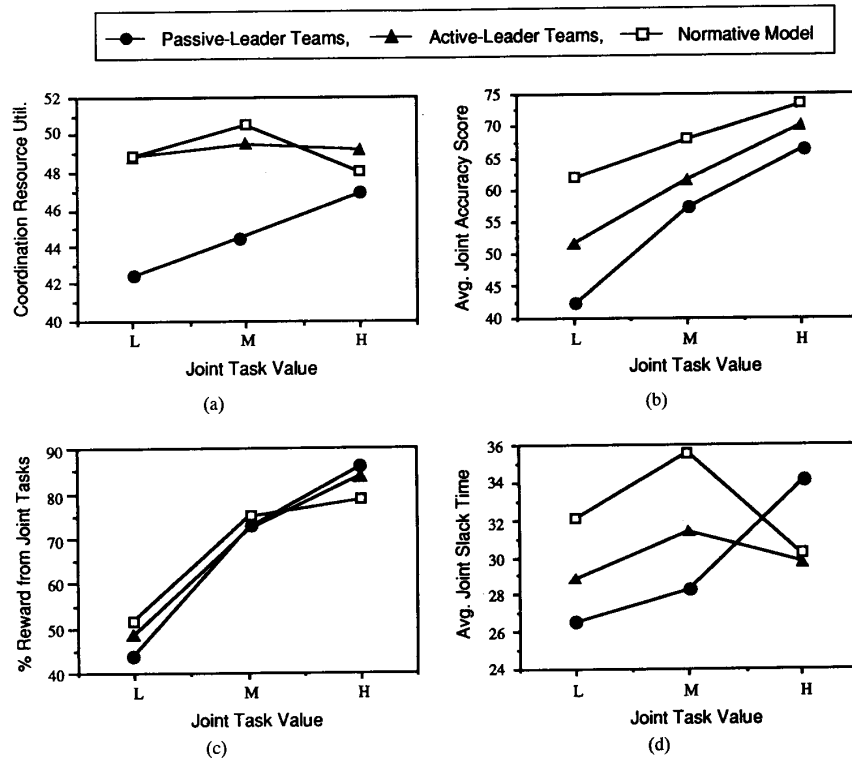 Passive-Leader Teams, Active-Leader Teams, Normative Model
Coordination Resource Util.
52
50
48
46
44
42
40
L M H
Joint Task Value
(a)
Avg. Joint Accuracy Score
75
70
65
60
55
50
45
40
L M H
Joint Task Value
(b)
% Reward from Joint Tasks
90
80
70
60
50
40
L M H
Joint Task Value
(c)
Avg. Joint Slack Time
36
34
32
30
28
26
24
L M H
Joint Task Value
(d)